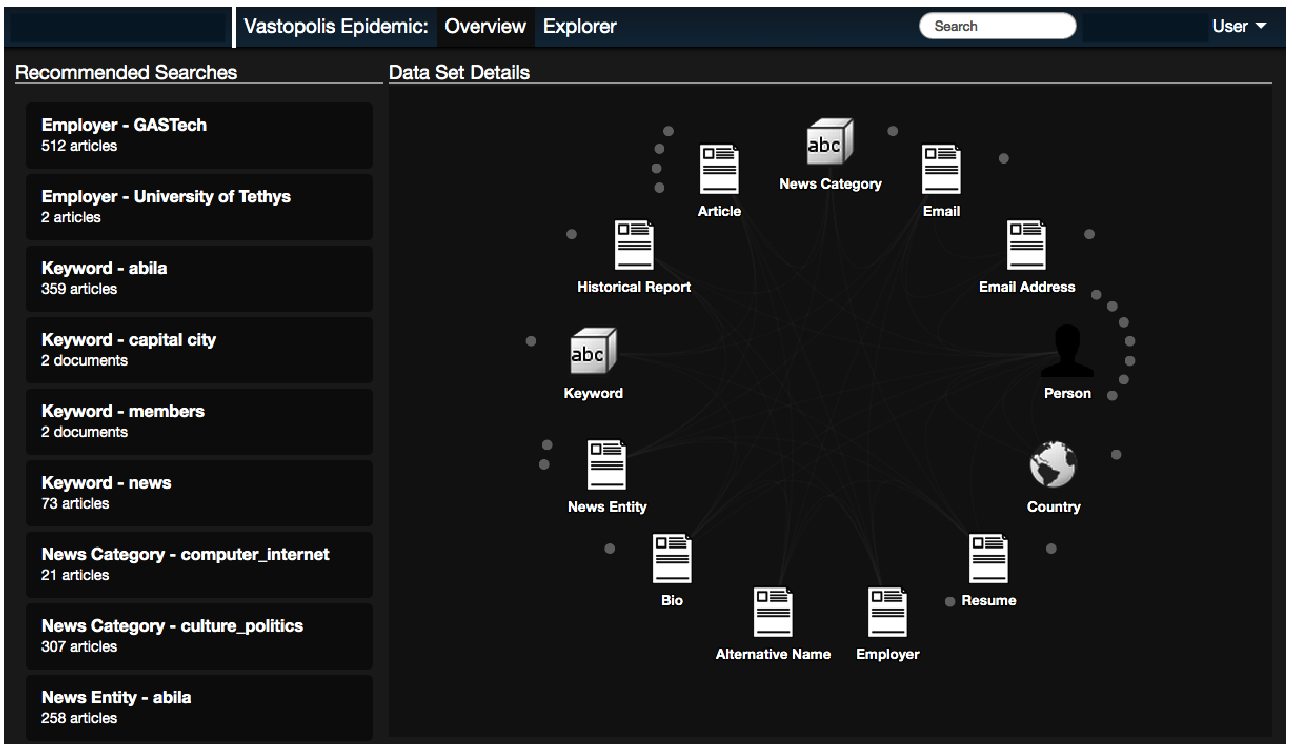 Vastopolis Epidemic: Overview Explorer Search User
Recommended Searches
Employer - GASTech
512 articles
Employer - University of Tethys
2 articles
Keyword - abila
359 articles
Keyword - capital city
2 documents
Keyword - members
2 documents
Keyword - news
73 articles
News Category - computer_internet
21 articles
News Category - culture_politics
307 articles
News Entity - abila
258 articles
Data Set Details
abc
News Category
Article
Email
Historical Report
Email Address
abc
Keyword
Person
News Entity
Country
Bio
Resume
Alternative Name
Employer